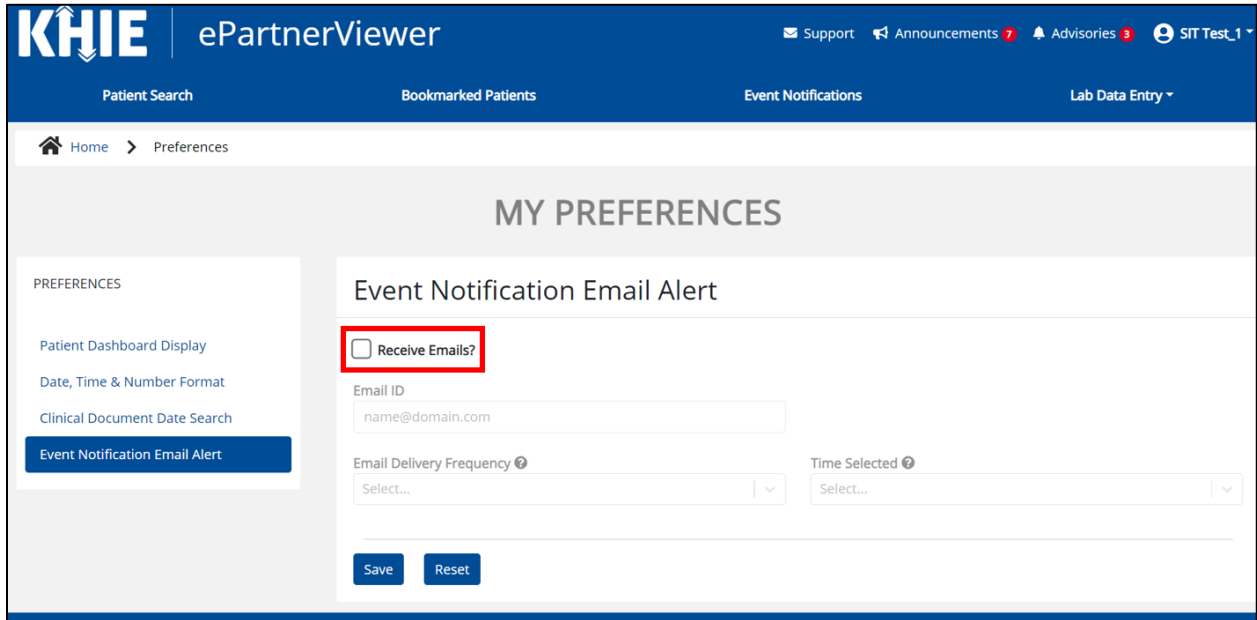 KHIE ePartnerViewer
Support Announcements 7 Advisories 3 SIT Test_1
Patient Search Bookmarked Patients Event Notifications Lab Data Entry
Home Preferences
MY PREFERENCES
PREFERENCES
Patient Dashboard Display
Date, Time & Number Format
Clinical Document Date Search
Event Notification Email Alert
Event Notification Email Alert
Receive Emails?
Email ID
name@domain.com
Email Delivery Frequency ? Time Selected ?
Select... Select...
Save Reset